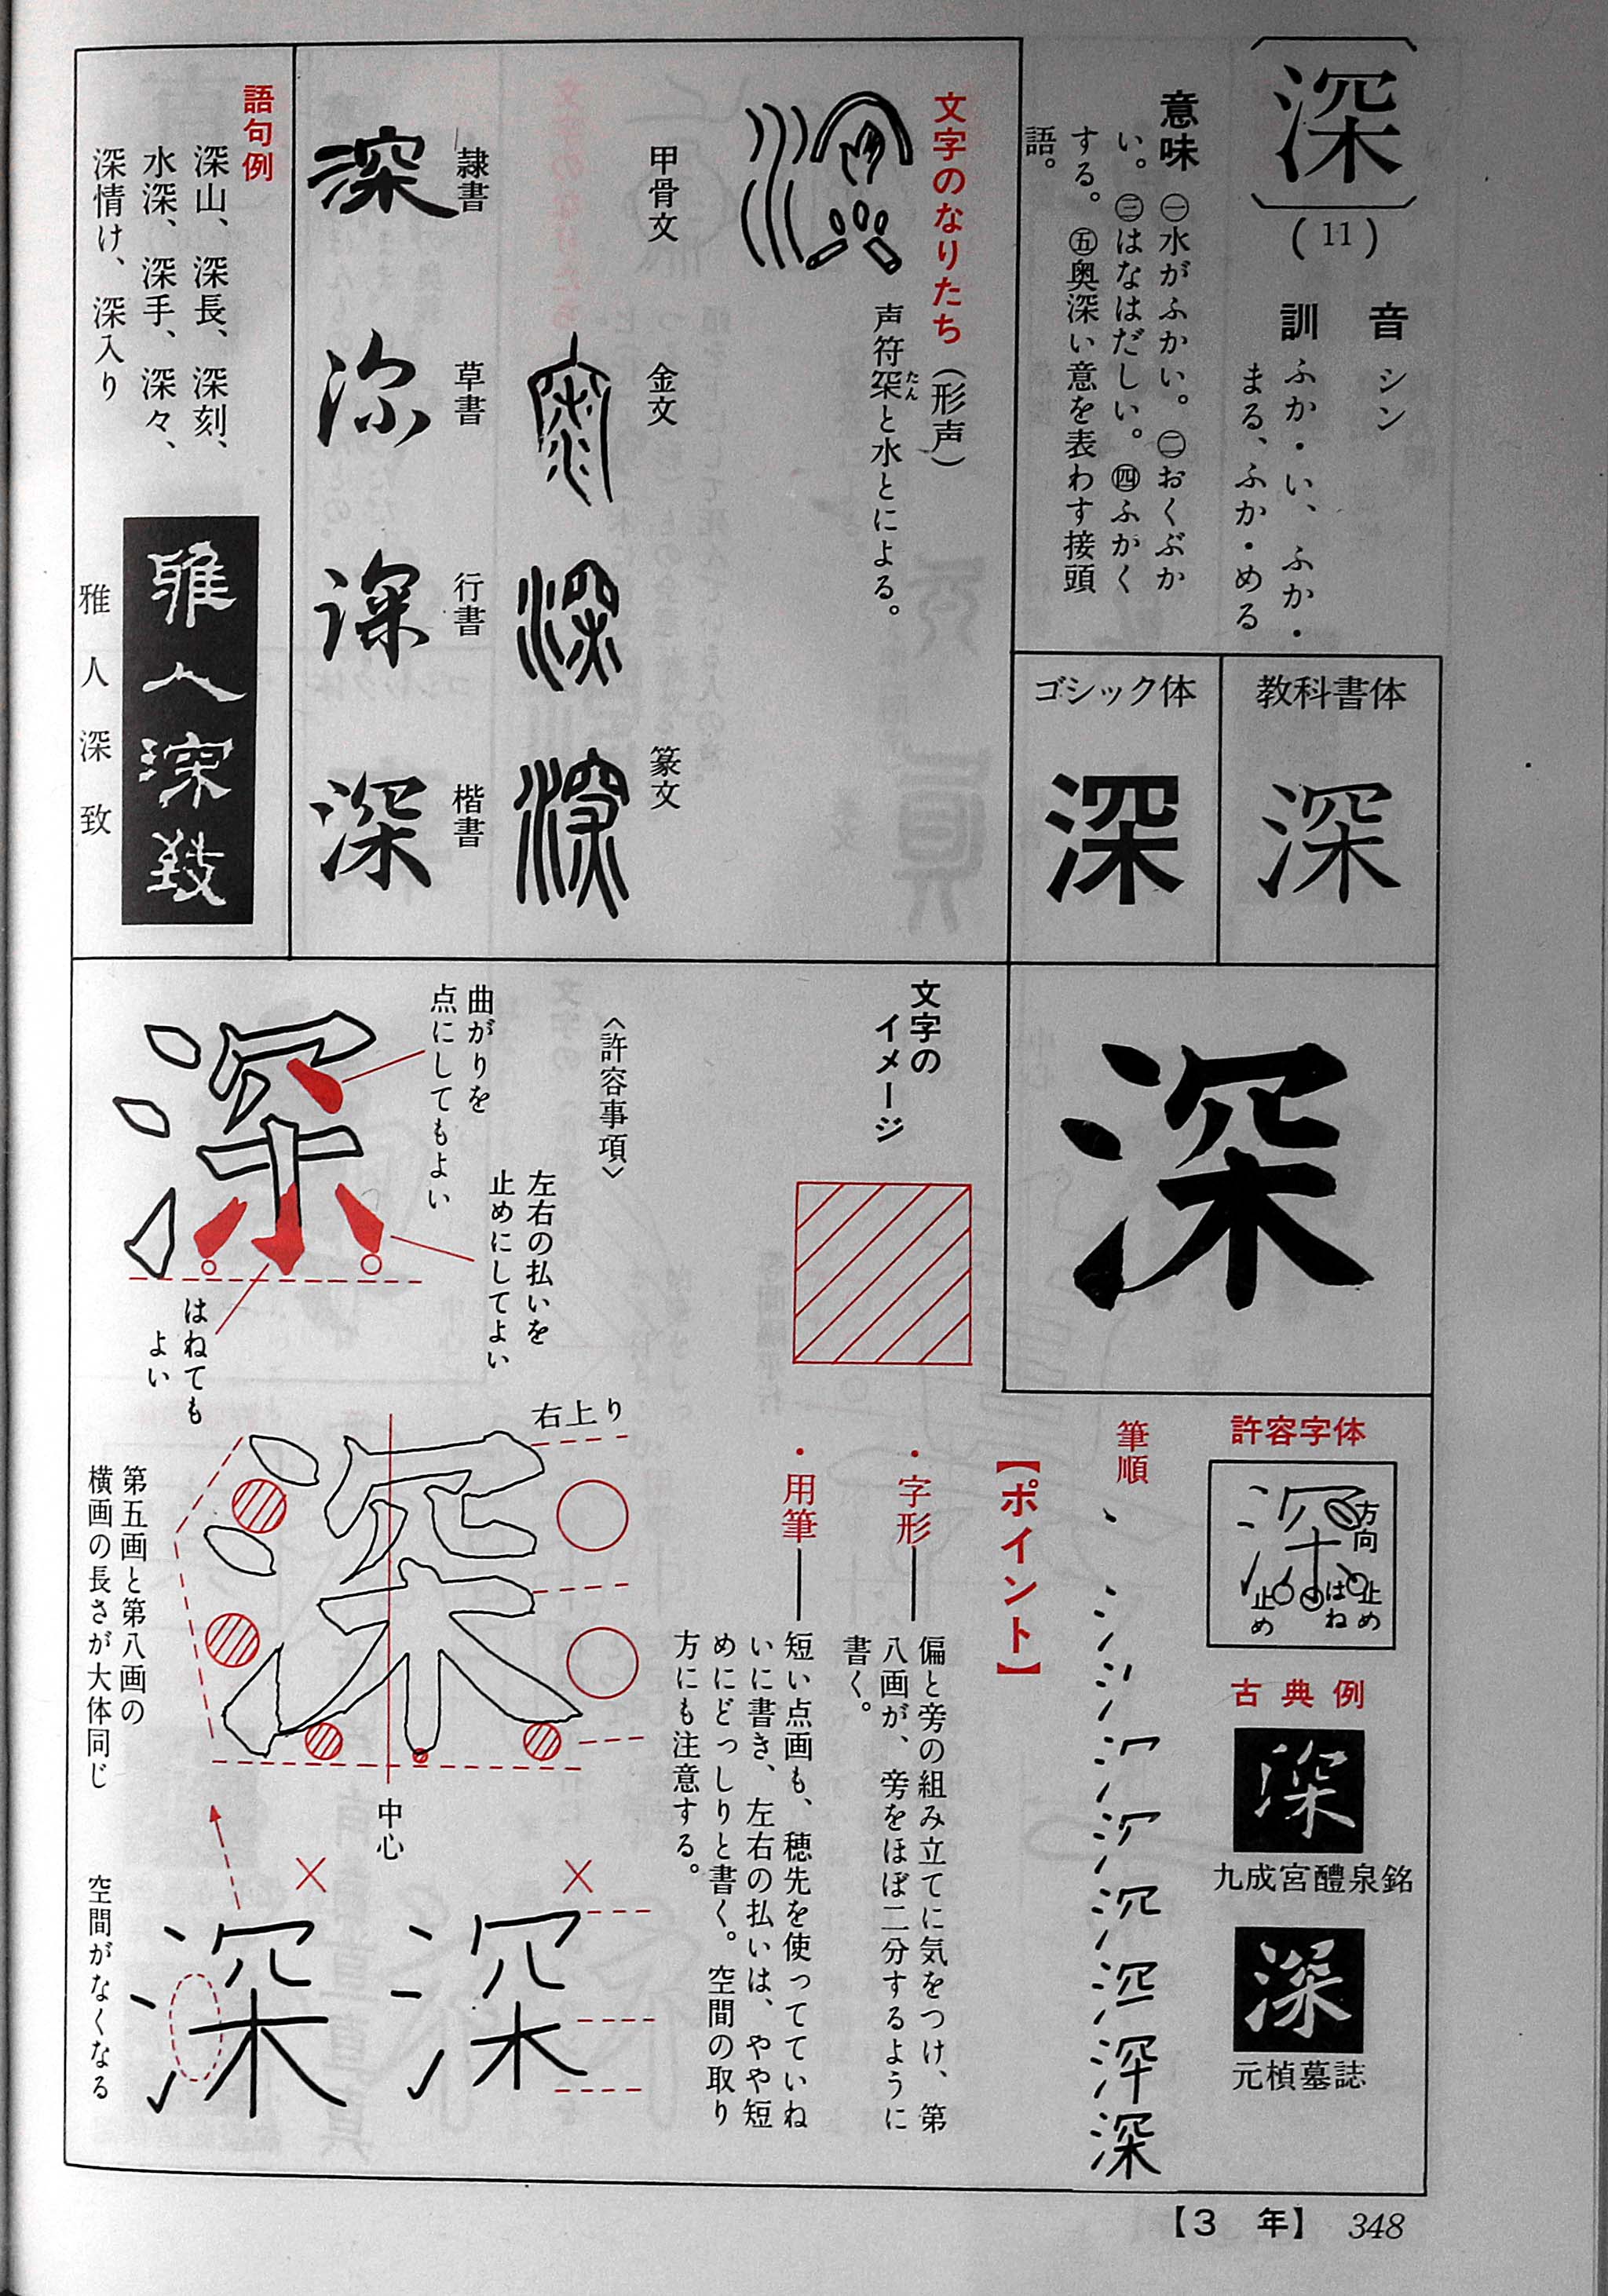 深
(11)
音 シン
訓 ふか・い、ふか・
まる、ふか・める
意味 ㊀水がふかい。㊁おくぶか
い。㊂はなはだしい。㊃ふかく
する。㊄奥深い意を表わす接頭
語。
教科書体
深
ゴシック体
深
文字のなりたち(形声)
声符罙たんと水とによる。
甲骨文
金文
篆文
隷書
深
草書
深
行書
深
楷書
深
語句例
深山、深長、深刻、
水深、深手、深々、
深情け、深入り
雅人深致
雅人深致
深
許容字体
深
方向
止め
はね
止め
古典例
深
九成宮醴泉銘
深
元楨墓誌
筆順
深
【ポイント】
・字形――偏と旁の組み立てに気をつけ、第
八画が、旁をほぼ二分するように
書く。
・用筆――短い点画も、穂先を使ってていね
いに書き、左右の払いは、やや短
めにどっしりと書く。空間の取り
方にも注意する。
文字の
イメージ
〈許容事項〉
曲がりを
点にしてもよい
左右の払いを
止めにしてよい
はねても
よい
深
右上り
深
中心
第五画と第八画の
横画の長さが大体同じ
深
深
空間がなくなる
【3 年】 348